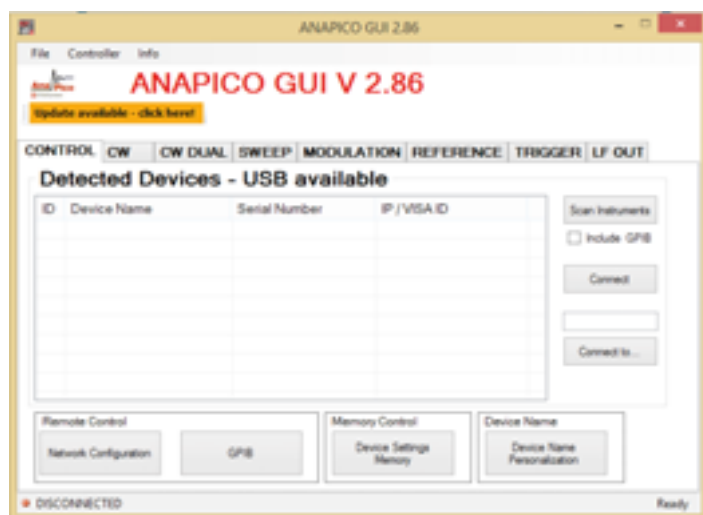 ANAPICO GUI 2.86
File Controller Info
AnaPico ANAPICO GUI V 2.86
Update available - click here!
CONTROL CW CW DUAL SWEEP MODULATION REFERENCE TRIGGER LF OUT
Detected Devices - USB available
ID Device Name Serial Number IP / VISA ID
Scan Instruments
Include GPIB
Connect
Connect to...
Remote Control Memory Control Device Name
Network Configuration GPIB Device Settings Memory Device Name Personalization
DISCONNECTED Ready